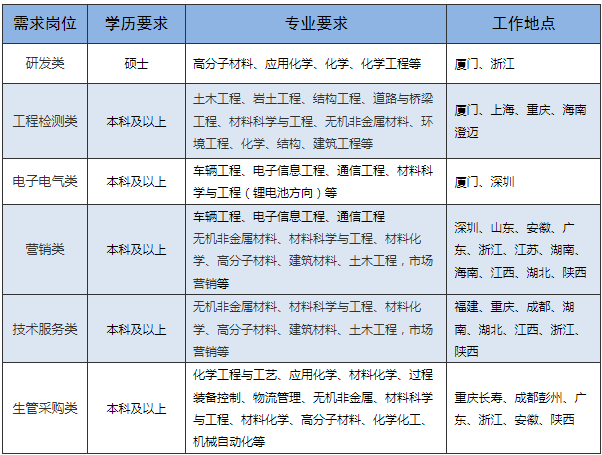 需求岗位 学历要求 专业要求 工作地点
研发类 硕士 高分子材料、应用化学、化学、化学工程等 厦门、浙江
工程检测类 本科及以上
土木工程、岩土工程、结构工程、道路与桥梁
工程、材料科学与工程、无机非金属材料、环
境工程、化学、结构、建筑工程等
厦门、上海、重庆、海南
澄迈
电子电气类 本科及以上
车辆工程、电子信息工程、通信工程、材料科
学与工程（锂电池方向）等
厦门、深圳
营销类 本科及以上
车辆工程、电子信息工程、通信工程
无机非金属材料、材料科学与工程、材料化
学、高分子材料、建筑材料、土木工程，市场
营销等
深圳、山东、安徽、广
东、浙江、江苏、湖南、
海南、江西、湖北、陕西
技术服务类 本科及以上
无机非金属材料、材料科学与工程、材料化
学、高分子材料、建筑材料、土木工程，市场
营销等
福建、重庆、成都、湖
南、湖北、江西、浙江、
陕西
生管采购类 本科及以上
化学工程与工艺、应用化学、材料化学、过程
装备控制、物流管理、无机非金属、材料科学
与工程、材料化学、高分子材料、化学化工、
机械自动化等
重庆长寿、成都彭州、广
东、浙江、安徽、陕西